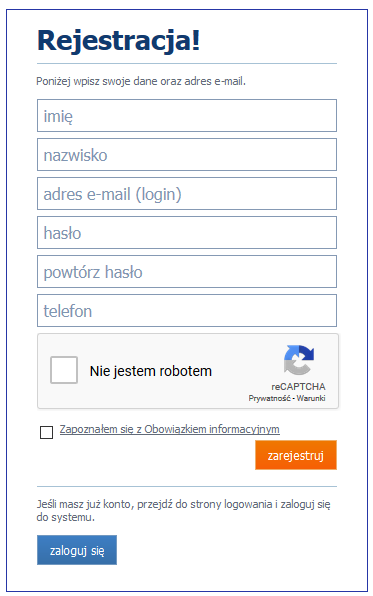 Rejestracja!
Poniżej wpisz swoje dane oraz adres e-mail.
imię
nazwisko
adres e-mail (login)
hasło
powtórz hasło
telefon
Nie jestem robotem
reCAPTCHA
Prywatność - Warunki
Zapoznałem się z Obowiazkiem informacyjnym
zarejestruj
Jeśli masz już konto, przejdź do strony logowania i zaloguj się
do systemu.
zaloguj się